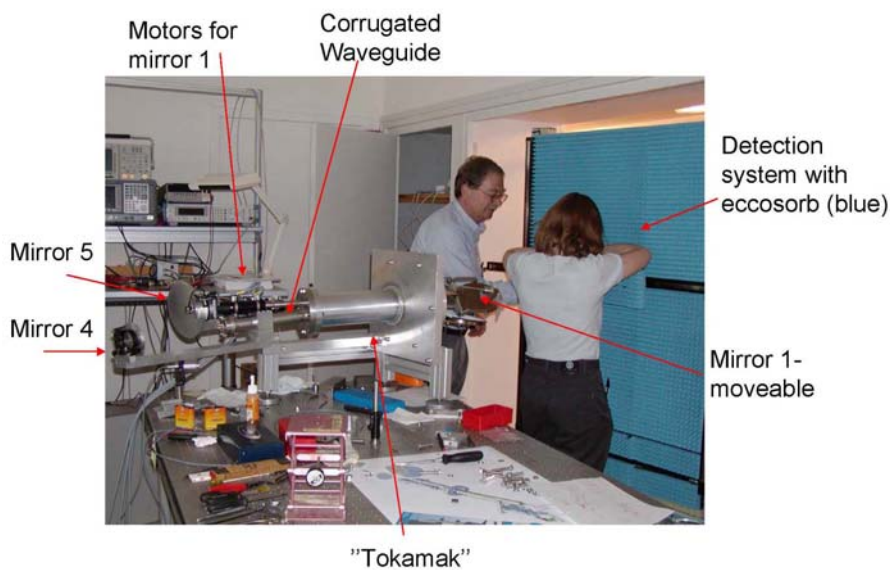 Motors for
mirror 1
Corrugated
Waveguide
Detection
system with
eccosorb (blue)
Mirror 5
Mirror 4
Mirror 1-
moveable
”Tokamak”